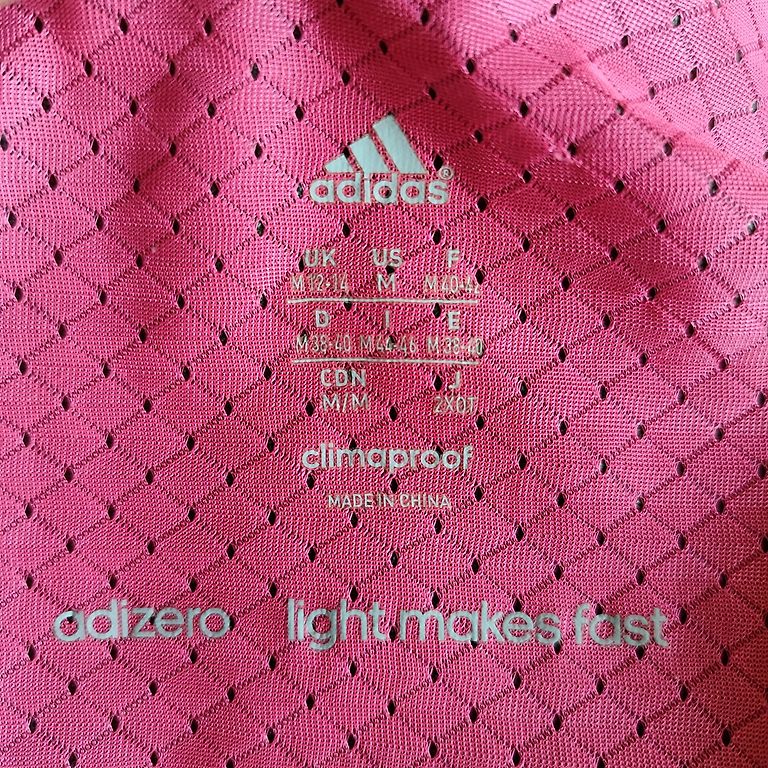 adidas®
UK US F
M 12-14 M M 40-42
D I E
M 38-40 M 44-46 M 38-40
CDN J
M/M 2XOT
climaproof
MADE IN CHINA
adizero light makes fast